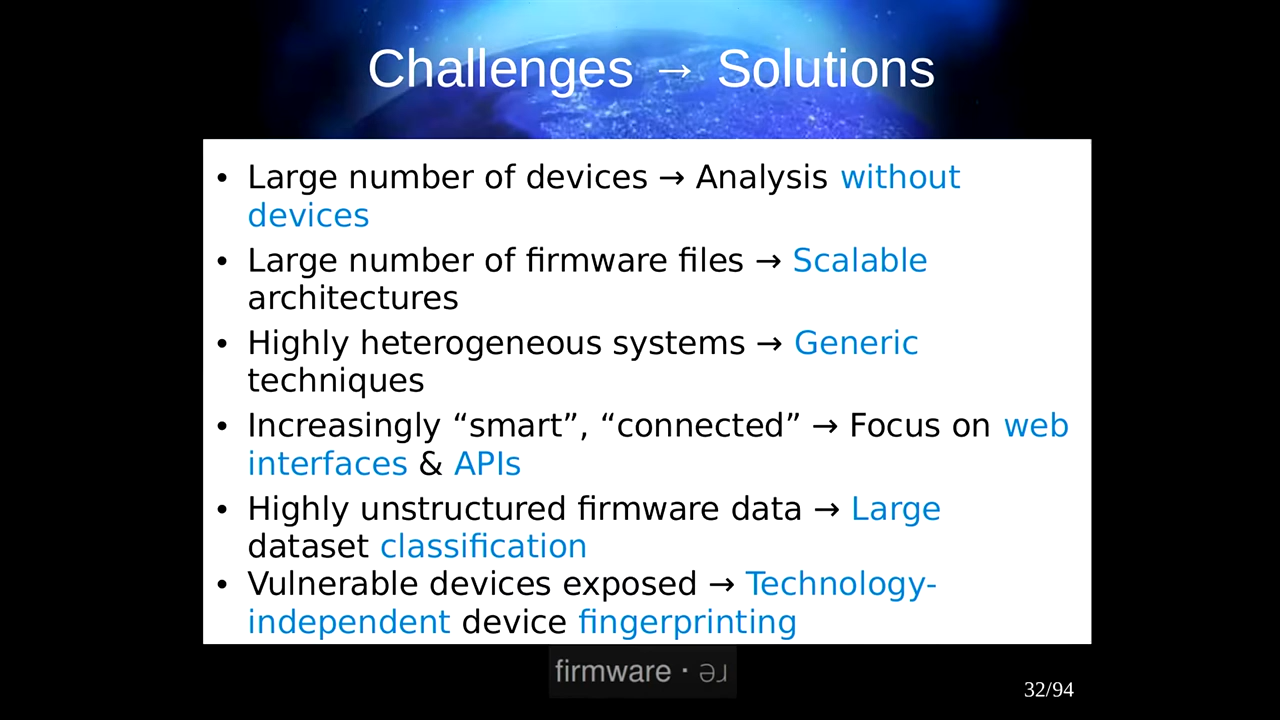 Challenges → Solutions
• Large number of devices → Analysis without
devices
• Large number of firmware files → Scalable
architectures
• Highly heterogeneous systems → Generic
techniques
• Increasingly “smart”, “connected” → Focus on web
interfaces & APIs
• Highly unstructured firmware data → Large
dataset classification
• Vulnerable devices exposed → Technology-
independent device fingerprinting
firmware · əɹ
32/94